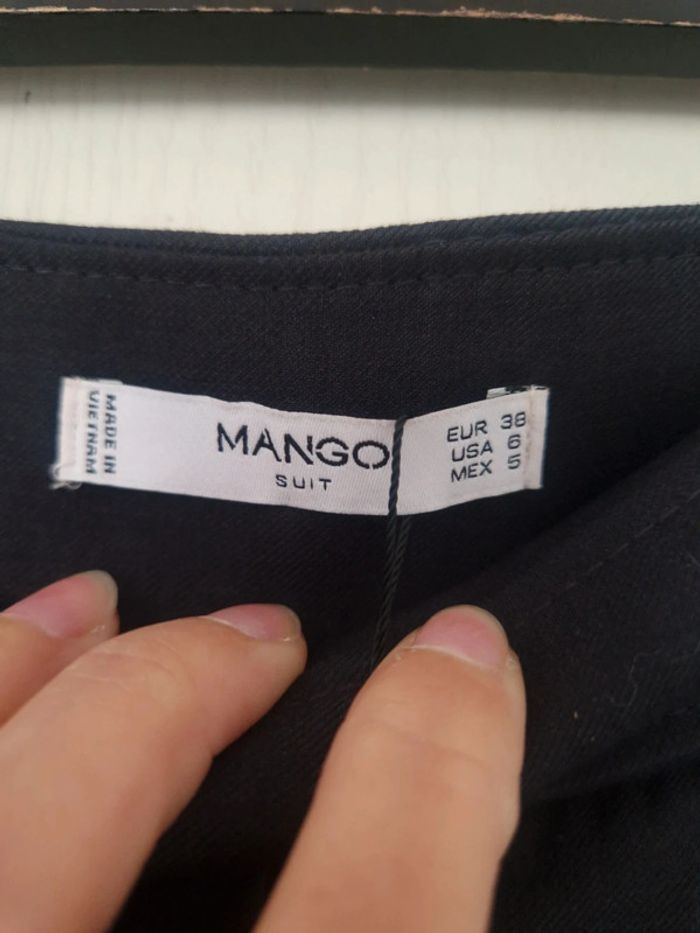 MADE IN
VIETNAM
MANGO
SUIT
EUR 38
USA 6
MEX 5